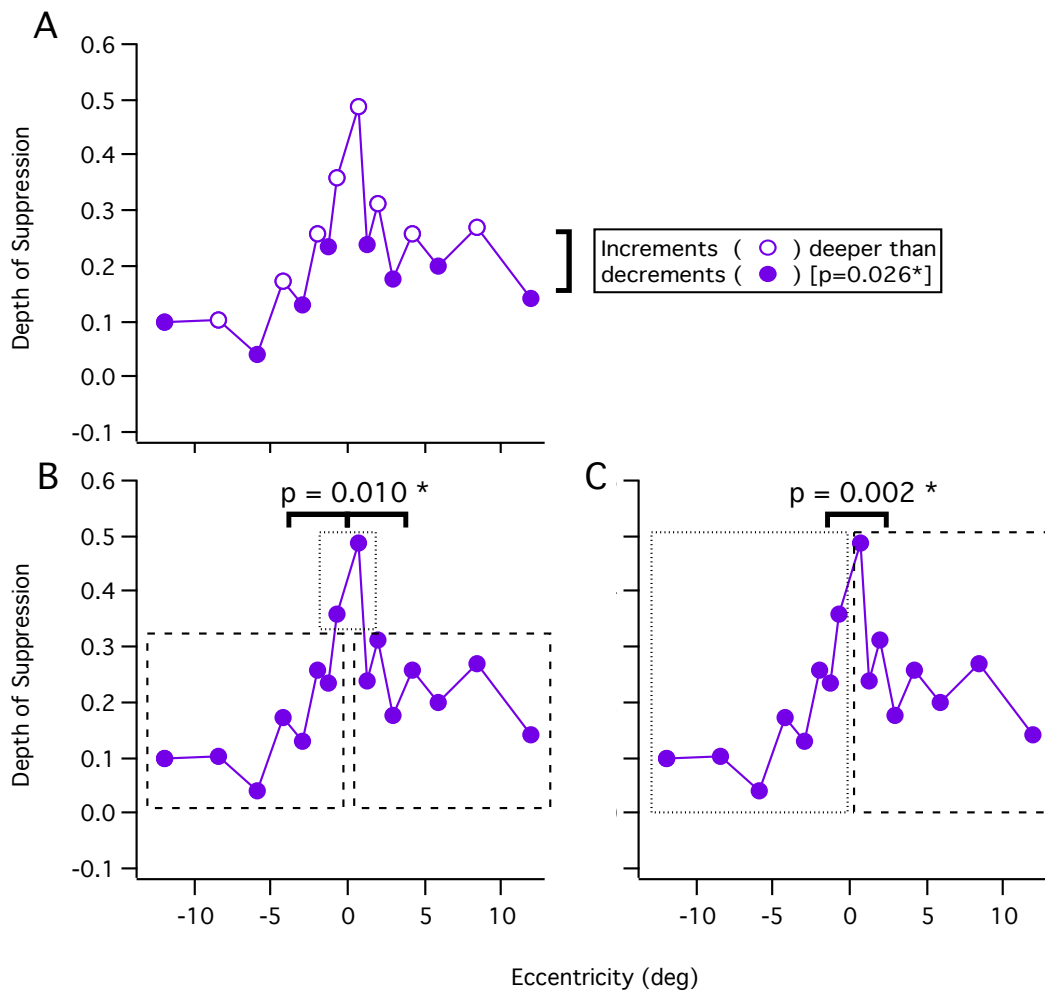 A
0.6
0.5
0.4
0.3
0.2
0.1
0.0
-0.1
Depth of Suppression
Increments ( ) deeper than
decrements ( ) [p=0.026*]
B
p = 0.010 *
0.6
0.5
0.4
0.3
0.2
0.1
0.0
-0.1
Depth of Suppression
-10 -5 0 5 10
C
p = 0.002 *
-10 -5 0 5 10
Eccentricity (deg)